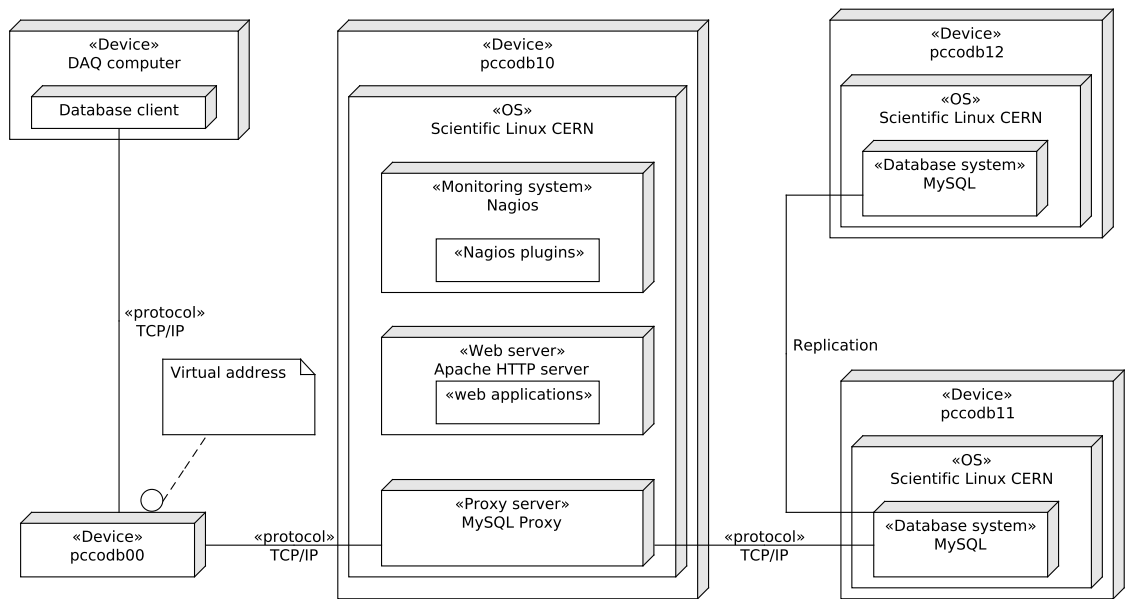 «Device»
DAQ computer
Database client
«protocol»
TCP/IP
Virtual address
«Device»
pccodb00
«protocol»
TCP/IP
«Device»
pccodb10
«OS»
Scientific Linux CERN
«Monitoring system»
Nagios
«Nagios plugins»
«Web server»
Apache HTTP server
«web applications»
«Proxy server»
MySQL Proxy
«protocol»
TCP/IP
«Device»
pccodb12
«OS»
Scientific Linux CERN
«Database system»
MySQL
Replication
«Device»
pccodb11
«OS»
Scientific Linux CERN
«Database system»
MySQL